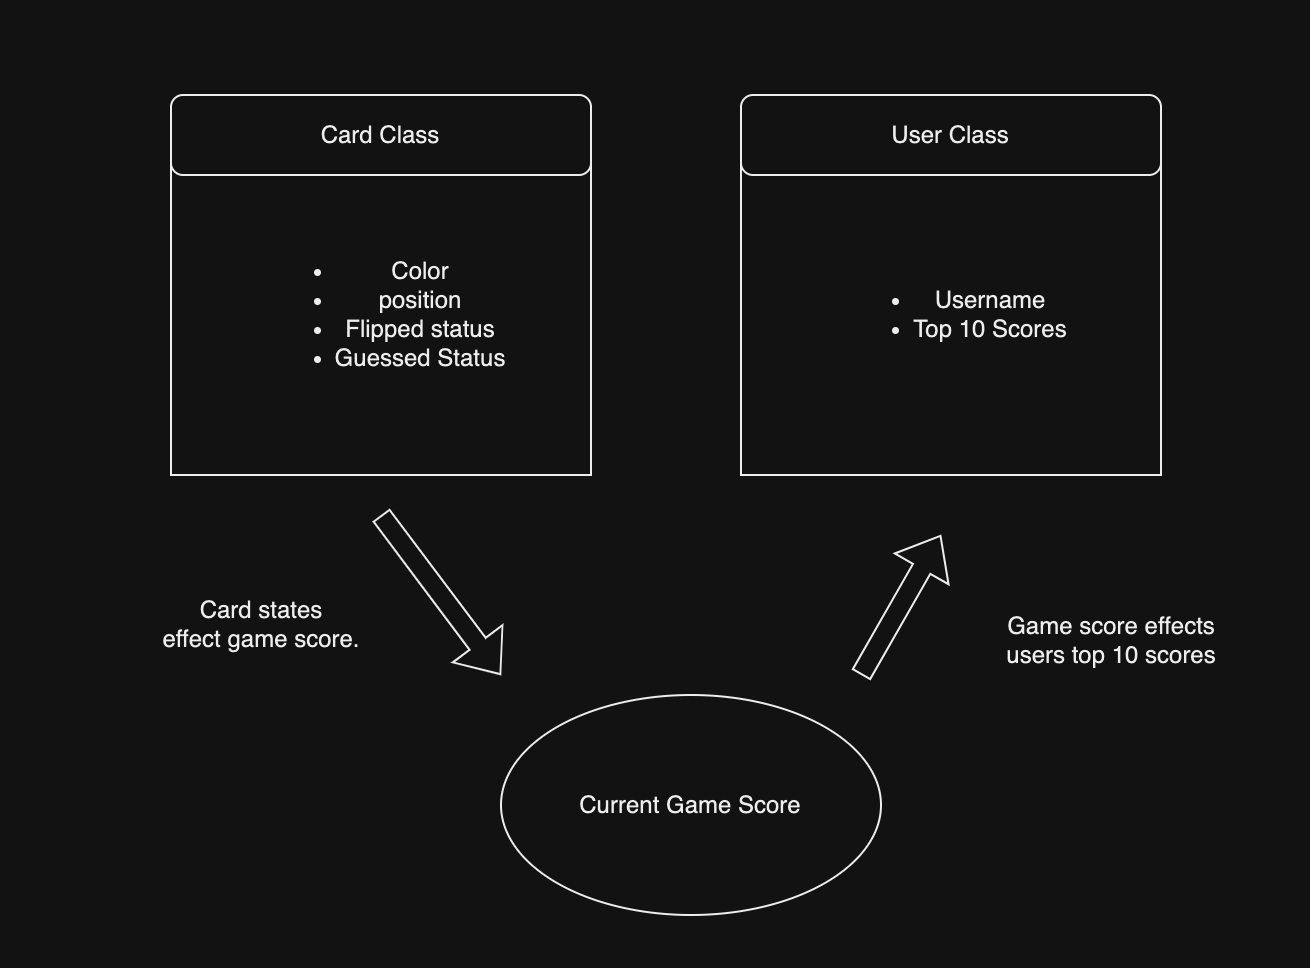 Card Class
Color
position
Flipped status
Guessed Status
User Class
Username
Top 10 Scores
Card states
effect game score.
Game score effects
users top 10 scores
Current Game Score